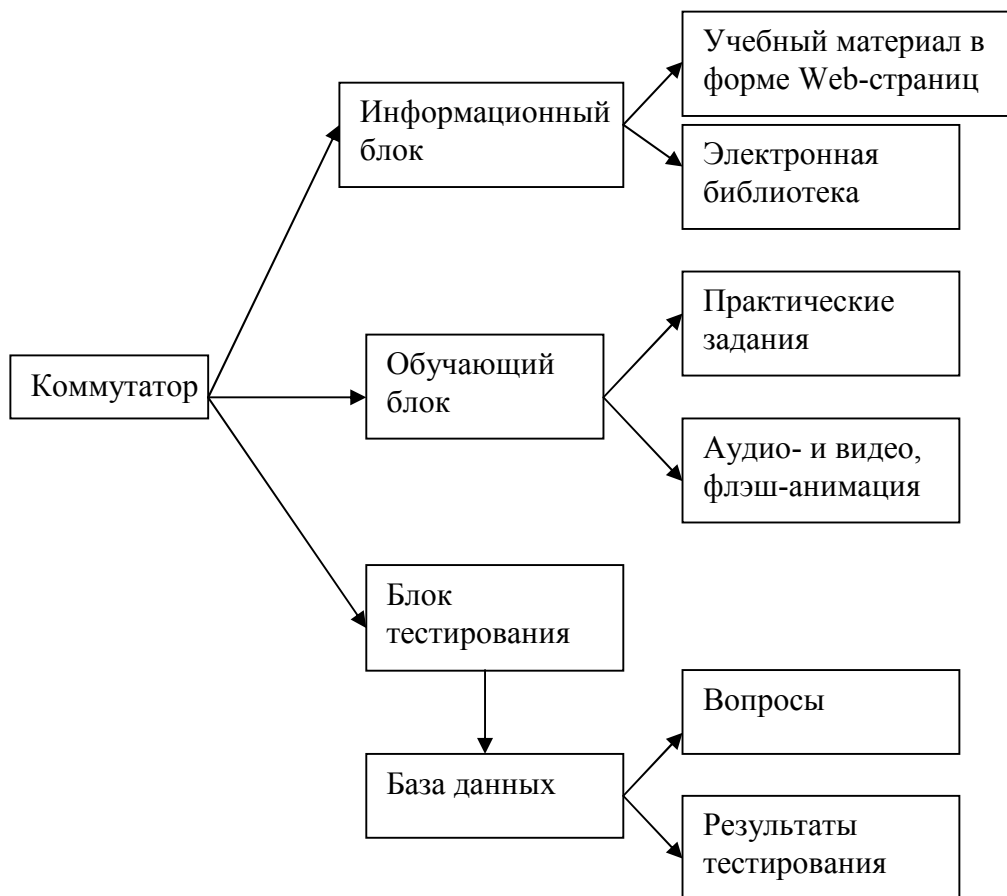 Коммутатор
Информационный
блок
Учебный материал в
форме Web-страниц
Электронная
библиотека
Обучающий
блок
Практические
задания
Аудио- и видео,
флэш-анимация
Блок
тестирования
База данных
Вопросы
Результаты
тестирования